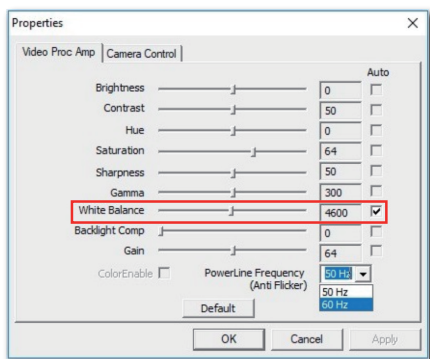 Properties
Video Proc Amp Camera Control
Auto
Brightness 0
Contrast 50
Hue 0
Saturation 64
Sharpness 50
Gamma 300
White Balance 4600
Backlight Comp 0
Gain 64
ColorEnable PowerLine Frequency 50 Hz
(Anti Flicker)
50 Hz
60 Hz
Default
OK Cancel Apply